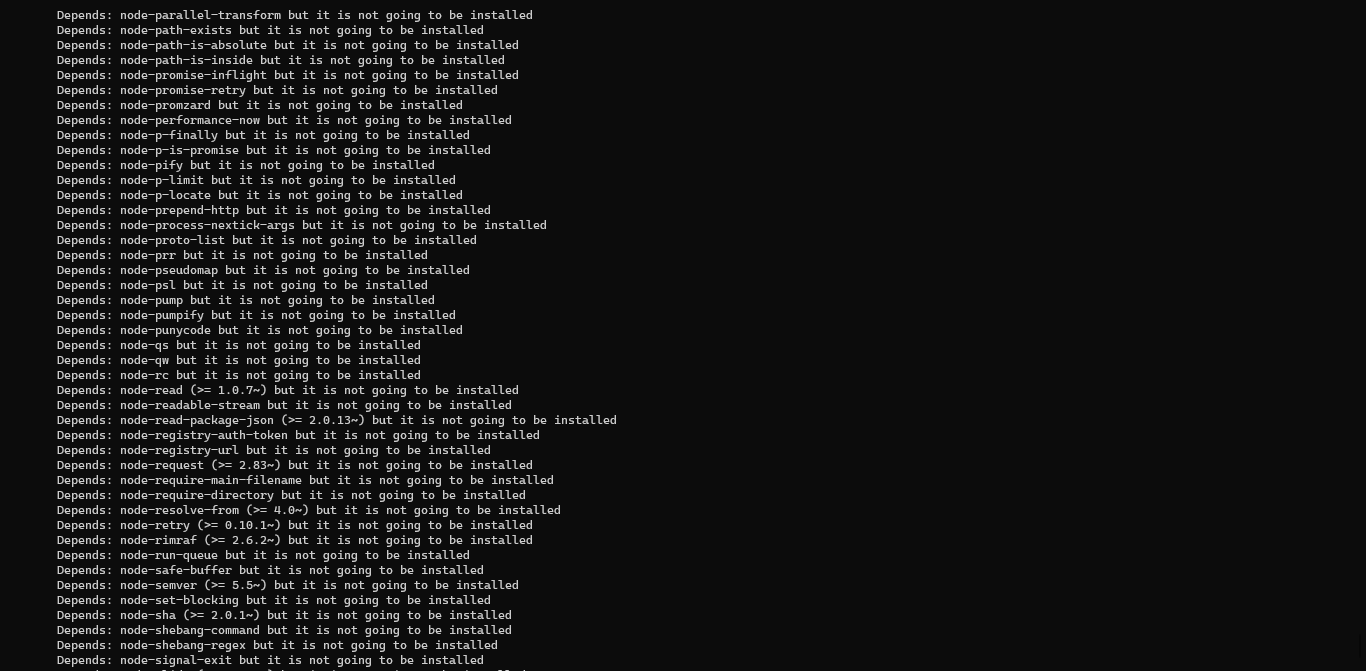 Depends: node-parallel-transform but it is not going to be installed
Depends: node-path-exists but it is not going to be installed
Depends: node-path-is-absolute but it is not going to be installed
Depends: node-path-is-inside but it is not going to be installed
Depends: node-promise-inflight but it is not going to be installed
Depends: node-promise-retry but it is not going to be installed
Depends: node-promzard but it is not going to be installed
Depends: node-performance-now but it is not going to be installed
Depends: node-p-finally but it is not going to be installed
Depends: node-p-is-promise but it is not going to be installed
Depends: node-pify but it is not going to be installed
Depends: node-p-limit but it is not going to be installed
Depends: node-p-locate but it is not going to be installed
Depends: node-prepend-http but it is not going to be installed
Depends: node-process-nextick-args but it is not going to be installed
Depends: node-proto-list but it is not going to be installed
Depends: node-prr but it is not going to be installed
Depends: node-pseudomap but it is not going to be installed
Depends: node-psl but it is not going to be installed
Depends: node-pump but it is not going to be installed
Depends: node-pumpify but it is not going to be installed
Depends: node-punycode but it is not going to be installed
Depends: node-qs but it is not going to be installed
Depends: node-qw but it is not going to be installed
Depends: node-rc but it is not going to be installed
Depends: node-read (>= 1.0.7~) but it is not going to be installed
Depends: node-readable-stream but it is not going to be installed
Depends: node-read-package-json (>= 2.0.13~) but it is not going to be installed
Depends: node-registry-auth-token but it is not going to be installed
Depends: node-registry-url but it is not going to be installed
Depends: node-request (>= 2.83~) but it is not going to be installed
Depends: node-require-main-filename but it is not going to be installed
Depends: node-require-directory but it is not going to be installed
Depends: node-resolve-from (>= 4.0~) but it is not going to be installed
Depends: node-retry (>= 0.10.1~) but it is not going to be installed
Depends: node-rimraf (>= 2.6.2~) but it is not going to be installed
Depends: node-run-queue but it is not going to be installed
Depends: node-safe-buffer but it is not going to be installed
Depends: node-semver (>= 5.5~) but it is not going to be installed
Depends: node-set-blocking but it is not going to be installed
Depends: node-sha (>= 2.0.1~) but it is not going to be installed
Depends: node-shebang-command but it is not going to be installed
Depends: node-shebang-regex but it is not going to be installed
Depends: node-signal-exit but it is not going to be installed